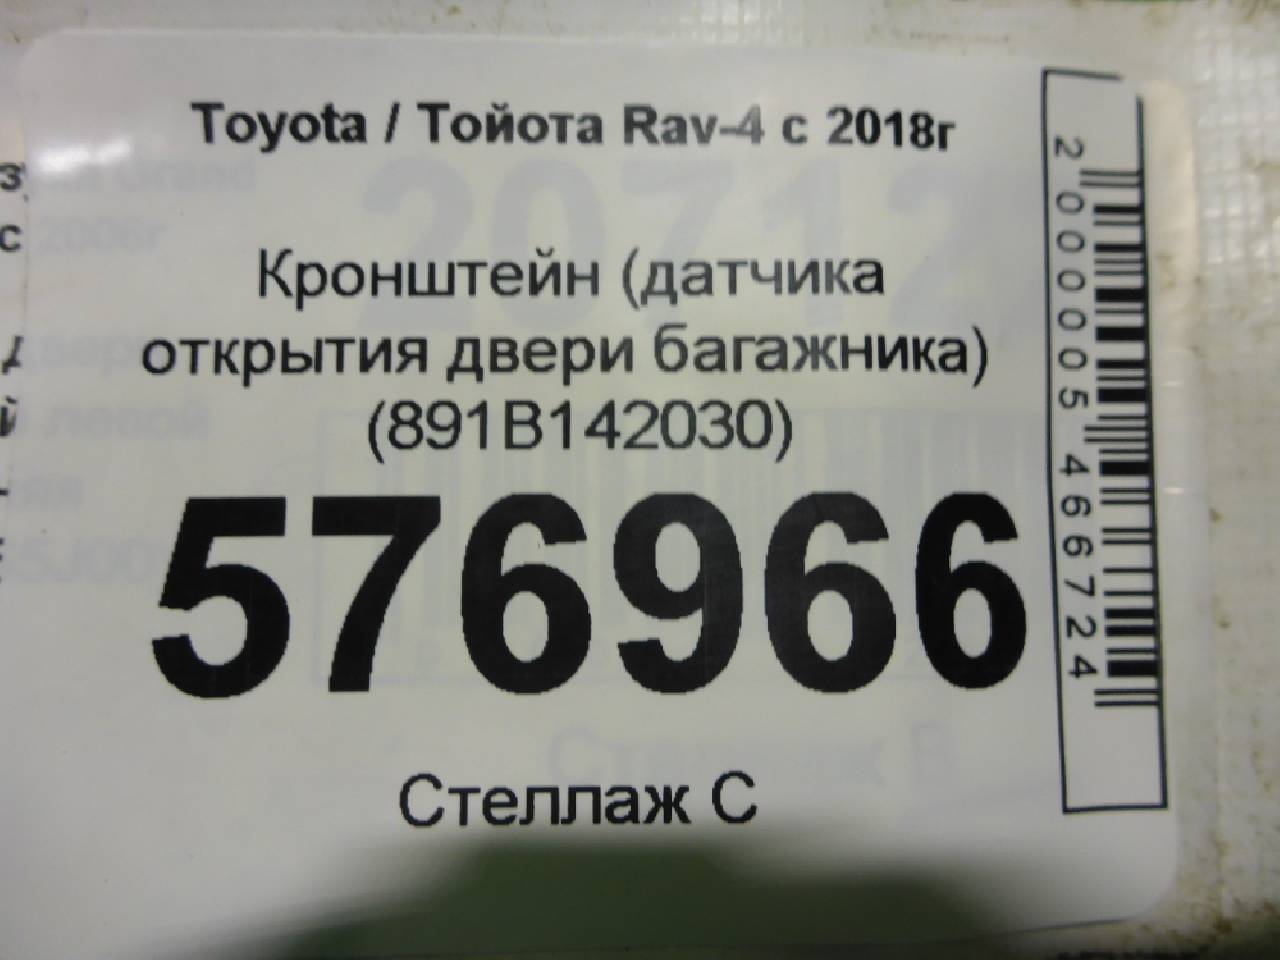 Toyota / Тойота Rav-4 с 2018г
Кронштейн (датчика
открытия двери багажника)
(891B142030)
576966
Стеллаж С
2000005466724